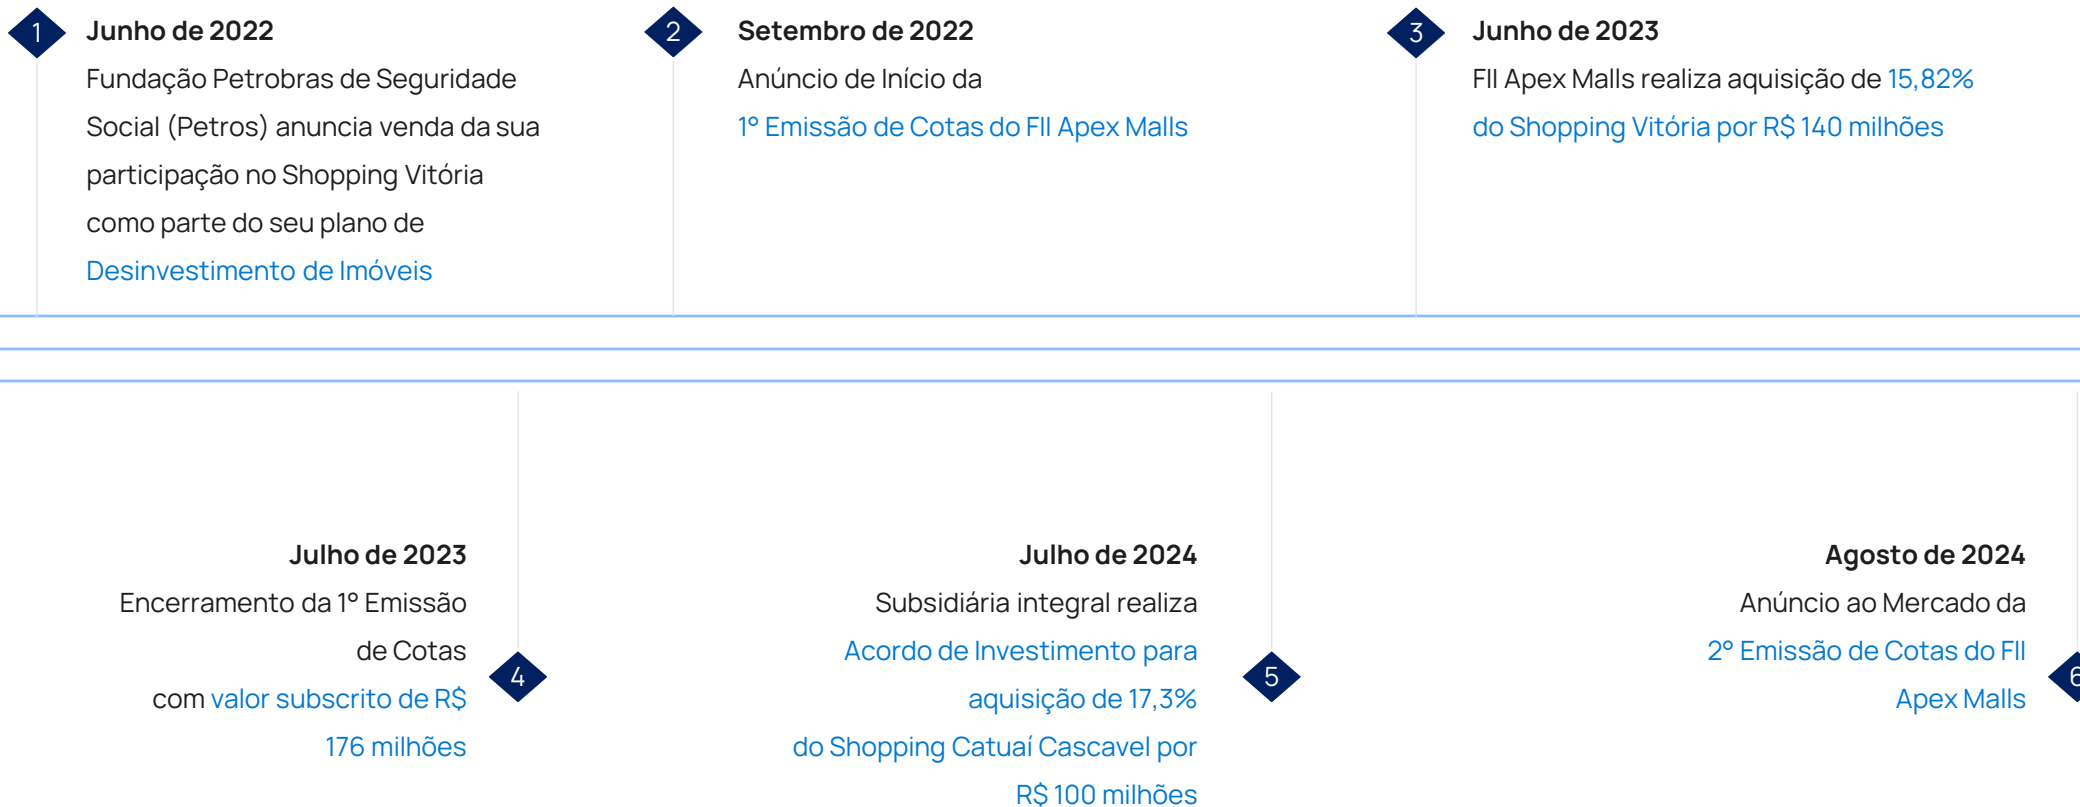 1
Junho de 2022
Fundação Petrobras de Seguridade
Social (Petros) anuncia venda da sua
participação no Shopping Vitória
como parte do seu plano de
Desinvestimento de Imóveis
2
Setembro de 2022
Anúncio de Início da
1° Emissão de Cotas do FII Apex Malls
3
Junho de 2023
FII Apex Malls realiza aquisição de 15,82%
do Shopping Vitória por R$ 140 milhões
Julho de 2023
Encerramento da 1° Emissão
de Cotas
com valor subscrito de R$
176 milhões
4
Julho de 2024
Subsidiária integral realiza
Acordo de Investimento para
aquisição de 17,3%
do Shopping Catuaí Cascavel por
R$ 100 milhões
5
Agosto de 2024
Anúncio ao Mercado da
2° Emissão de Cotas do FII
Apex Malls
6